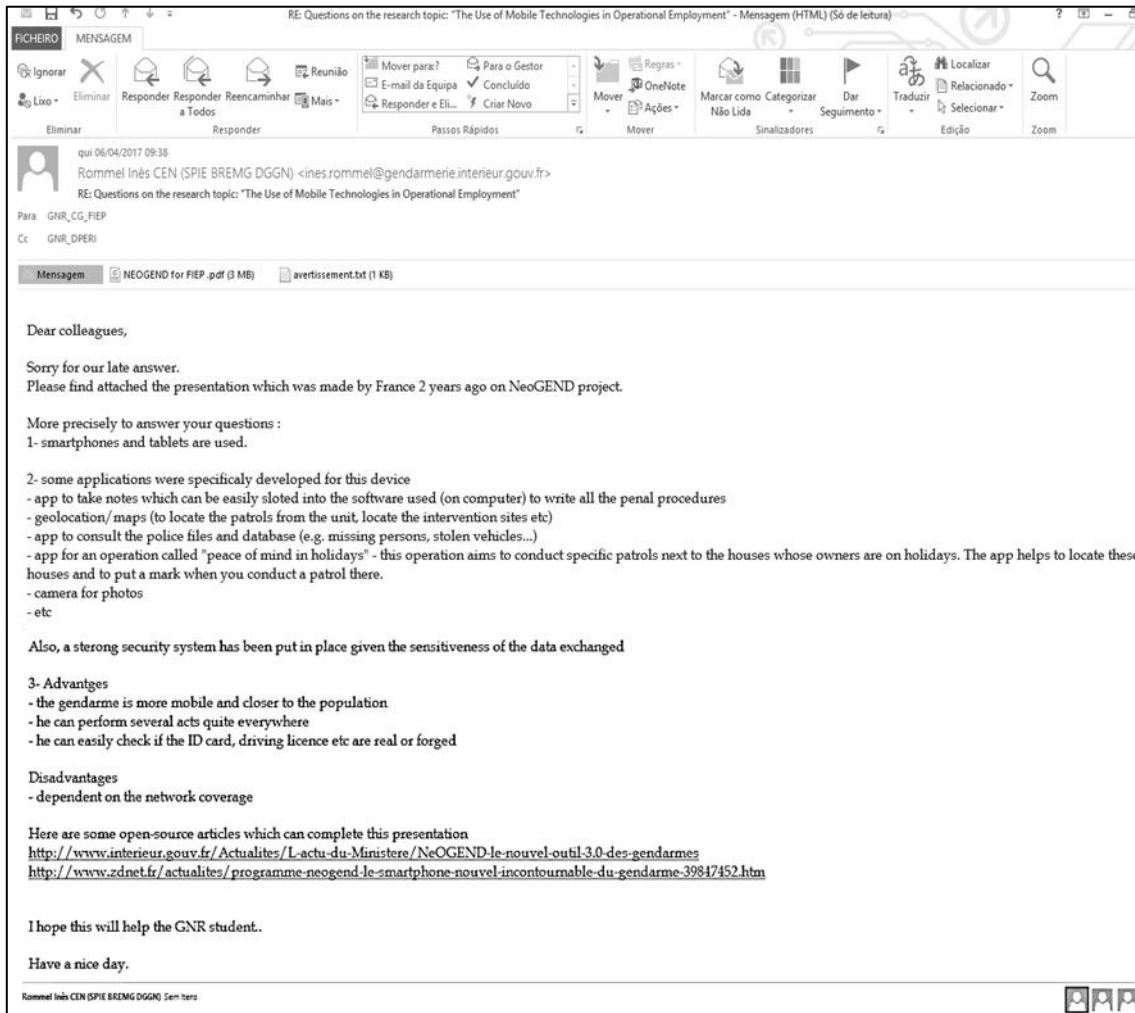 RE: Questions on the research topic: "The Use of Mobile Technologies in Operational Employment" - Mensagem (HTML) (Só de leitura)
FICHEIRO MENSAGEM
Ignorar
Lixo
Eliminar
Responder Responder a Todos Reencaminhar
Reunião
Mais
Mover para:?
E-mail da Equipa
Responder e Eli...
Para o Gestor
Concluído
Criar Novo
Mover
Regras
OneNote
Ações
Marcar como Não Lida
Categorizar
Dar Seguimento
Traduzir
Localizar
Relacionado
Selecionar
Zoom
Eliminar Responder Passos Rápidos Mover Sinalizadores Edição Zoom
qui 06/04/2017 09:38
Rommel Inès CEN (SPIE BREMG DGGN) <ines.rommel@gendarmerie.interieur.gouv.fr>
RE: Questions on the research topic: "The Use of Mobile Technologies in Operational Employment"
Para GNR_CG_FIEP
Cc GNR_DPERI
Mensagem NEOGEND for FIEP .pdf (3 MB) avertissement.txt (1 KB)
Dear colleagues,
Sorry for our late answer.
Please find attached the presentation which was made by France 2 years ago on NeoGEND project.
More precisely to answer your questions :
1- smartphones and tablets are used.
2- some applications were specificaly developed for this device
- app to take notes which can be easily sloted into the software used (on computer) to write all the penal procedures
- geolocation/maps (to locate the patrols from the unit, locate the intervention sites etc)
- app to consult the police files and database (e.g. missing persons, stolen vehicles...)
- app for an operation called "peace of mind in holidays" - this operation aims to conduct specific patrols next to the houses whose owners are on holidays. The app helps to locate these
houses and to put a mark when you conduct a patrol there.
- camera for photos
- etc
Also, a sterong security system has been put in place given the sensitiveness of the data exchanged
3- Advantges
- the gendarme is more mobile and closer to the population
- he can perform several acts quite everywhere
- he can easily check if the ID card, driving licence etc are real or forged
Disadvantages
- dependent on the network coverage
Here are some open-source articles which can complete this presentation
http://www.interieur.gouv.fr/Actualites/L-actu-du-Ministere/NeOGEND-le-nouvel-outil-3.0-des-gendarmes
http://www.zdnet.fr/actualites/programme-neogend-le-smartphone-nouvel-incontournable-du-gendarme-39847452.htm
I hope this will help the GNR student..
Have a nice day.
Rommel Inès CEN (SPIE BREMG DGGN) Sem itens